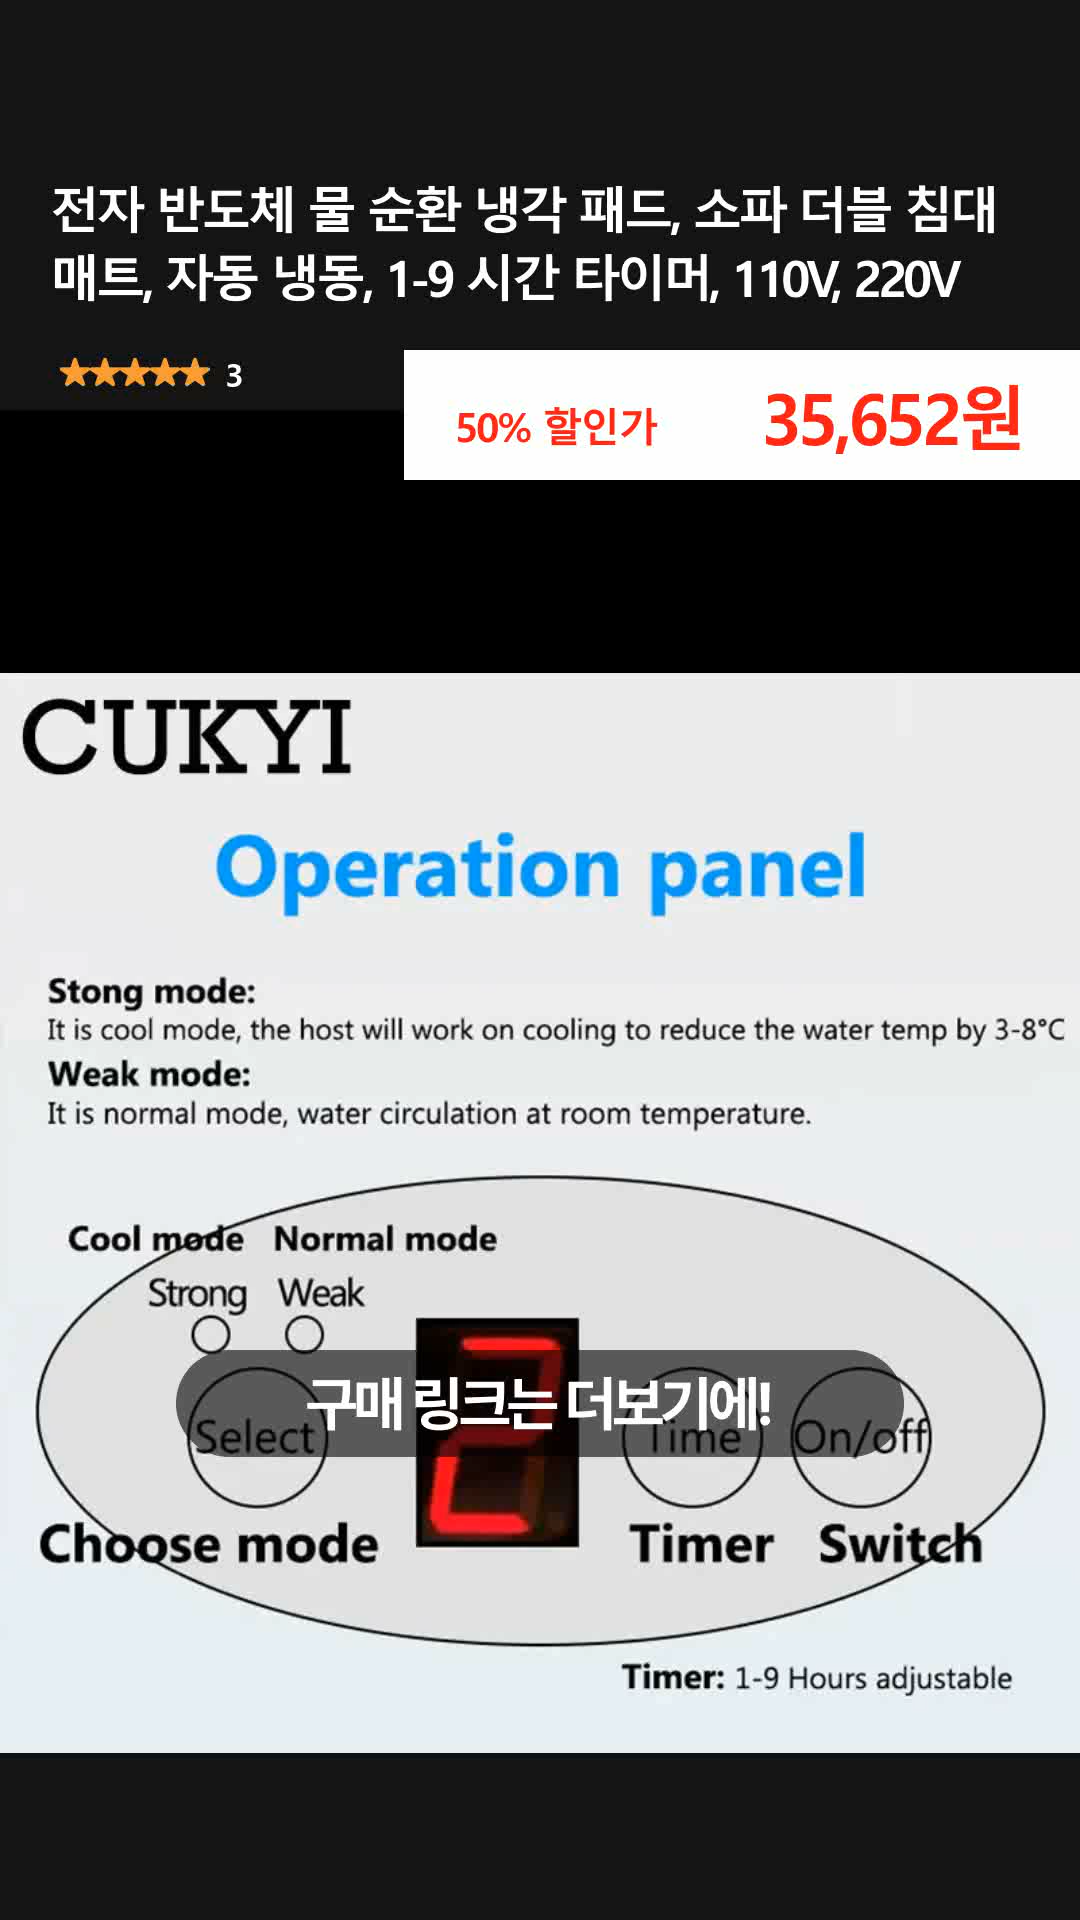 전자 반도체 물 순환 냉각 패드, 소파 더블 침대
매트, 자동 냉동, 1-9 시간 타이머, 110V, 220V
★★★★★ 3
50% 할인가 35,652원
CUKYI
Operation panel
Stong mode:
It is cool mode, the host will work on cooling to reduce the water temp by 3-8°C
Weak mode:
It is normal mode, water circulation at room temperature.
Cool mode Normal mode
Strong Weak
2
구매 링크는 더보기에!
Select Time On/off
Choose mode Timer Switch
Timer: 1-9 Hours adjustable